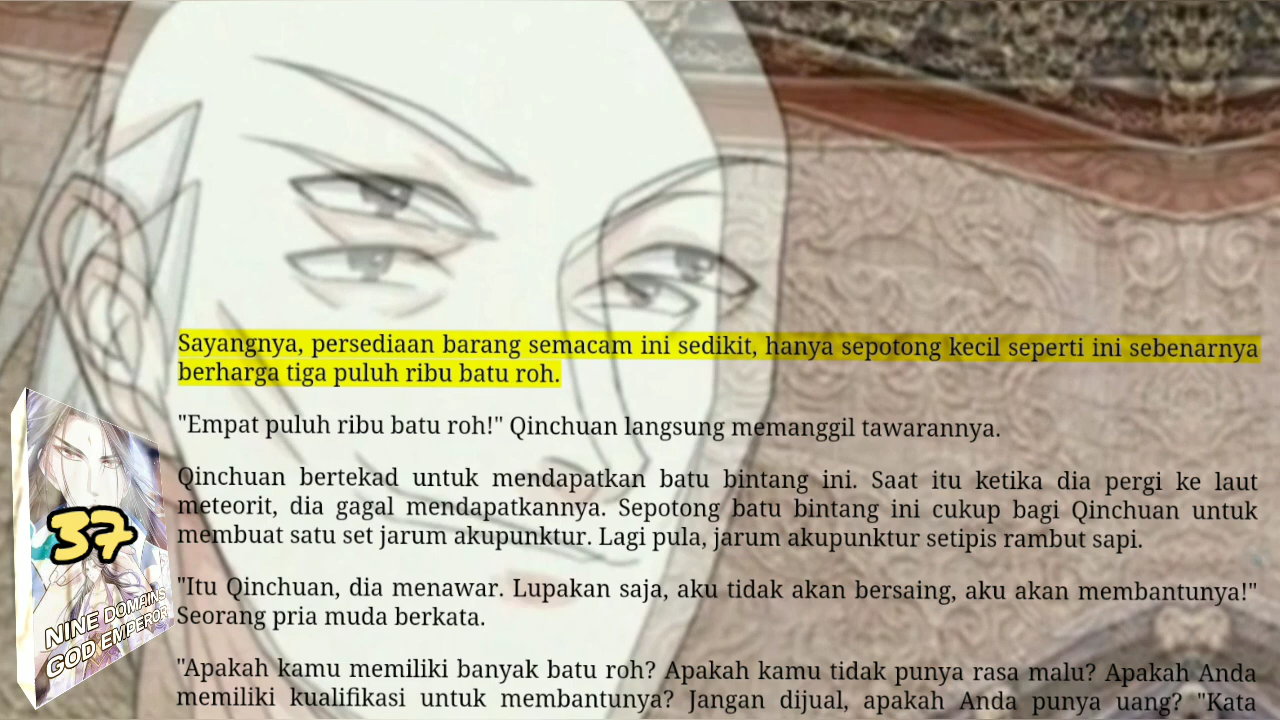 Sayangnya, persediaan barang semacam ini sedikit, hanya sepotong kecil seperti ini sebenarnya
berharga tiga puluh ribu batu roh.
"Empat puluh ribu batu roh!" Qinchuan langsung memanggil tawarannya.
Qinchuan bertekad untuk mendapatkan batu bintang ini. Saat itu ketika dia pergi ke laut
meteorit, dia gagal mendapatkannya. Sepotong batu bintang ini cukup bagi Qinchuan untuk
membuat satu set jarum akupunktur. Lagi pula, jarum akupunktur setipis rambut sapi.
"Itu Qinchuan, dia menawar. Lupakan saja, aku tidak akan bersaing, aku akan membantunya!"
Seorang pria muda berkata.
"Apakah kamu memiliki banyak batu roh? Apakah kamu tidak punya rasa malu? Apakah Anda
memiliki kualifikasi untuk membantunya? Jangan dijual, apakah Anda punya uang? "Kata
37
NINE DOMAINS
GOD EMPEROR